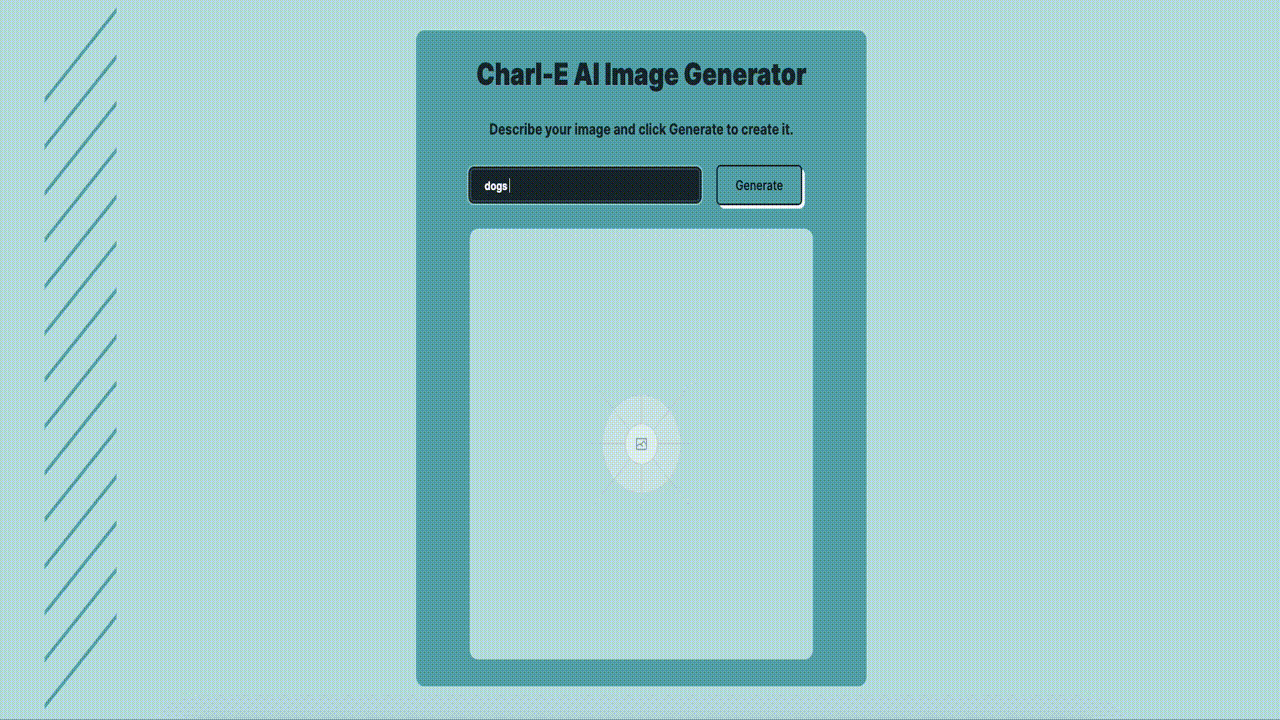 Charl-E AI Image Generator
Describe your image and click Generate to create it.
dogs
Generate